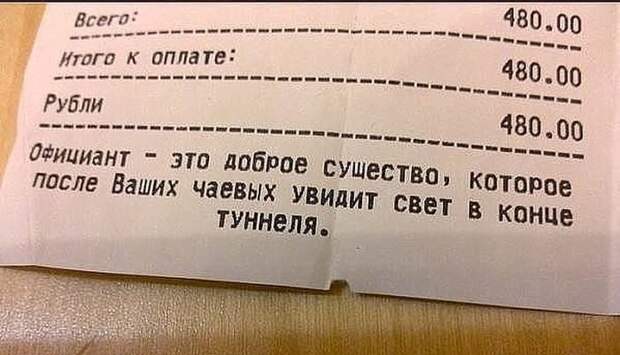 Всего: 480.00
Итого к оплате: 480.00
Рубли 480.00
Официант - это доброе существо, которое
после Ваших чаевых увидит свет в конце
туннеля.